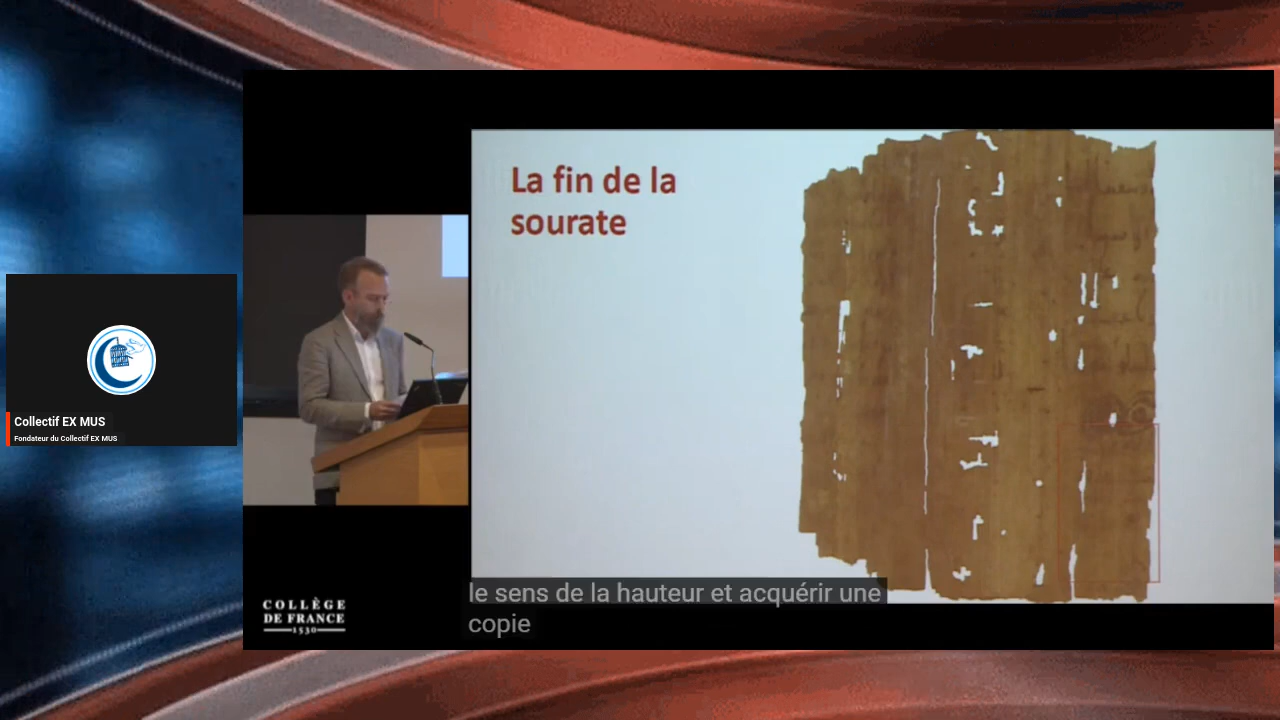 La fin de la
sourate
Collectif EX MUS
Fondateur du Collectif EX MUS
COLLÈGE
DE FRANCE
1530
le sens de la hauteur et acquérir une
copie